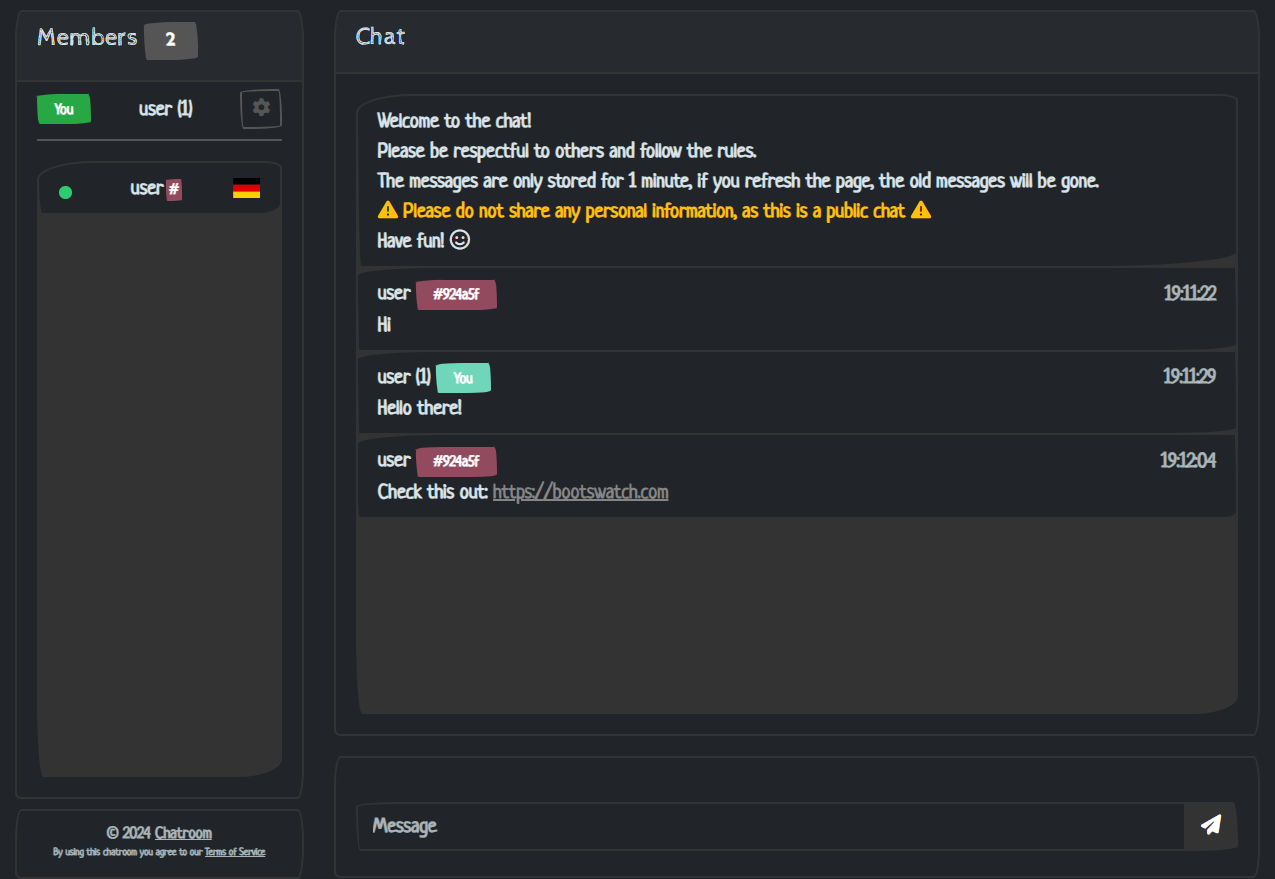 Members 2
You user (1)
user #
© 2024 Chatroom
By using this chatroom you agree to our Terms of Service
Chat
Welcome to the chat!
Please be respectful to others and follow the rules.
The messages are only stored for 1 minute, if you refresh the page, the old messages will be gone.
Please do not share any personal information, as this is a public chat
Have fun!
user #924a5f 19:11:22
Hi
user (1) You 19:11:29
Hello there!
user #924a5f 19:12:04
Check this out: https://bootswatch.com
Message